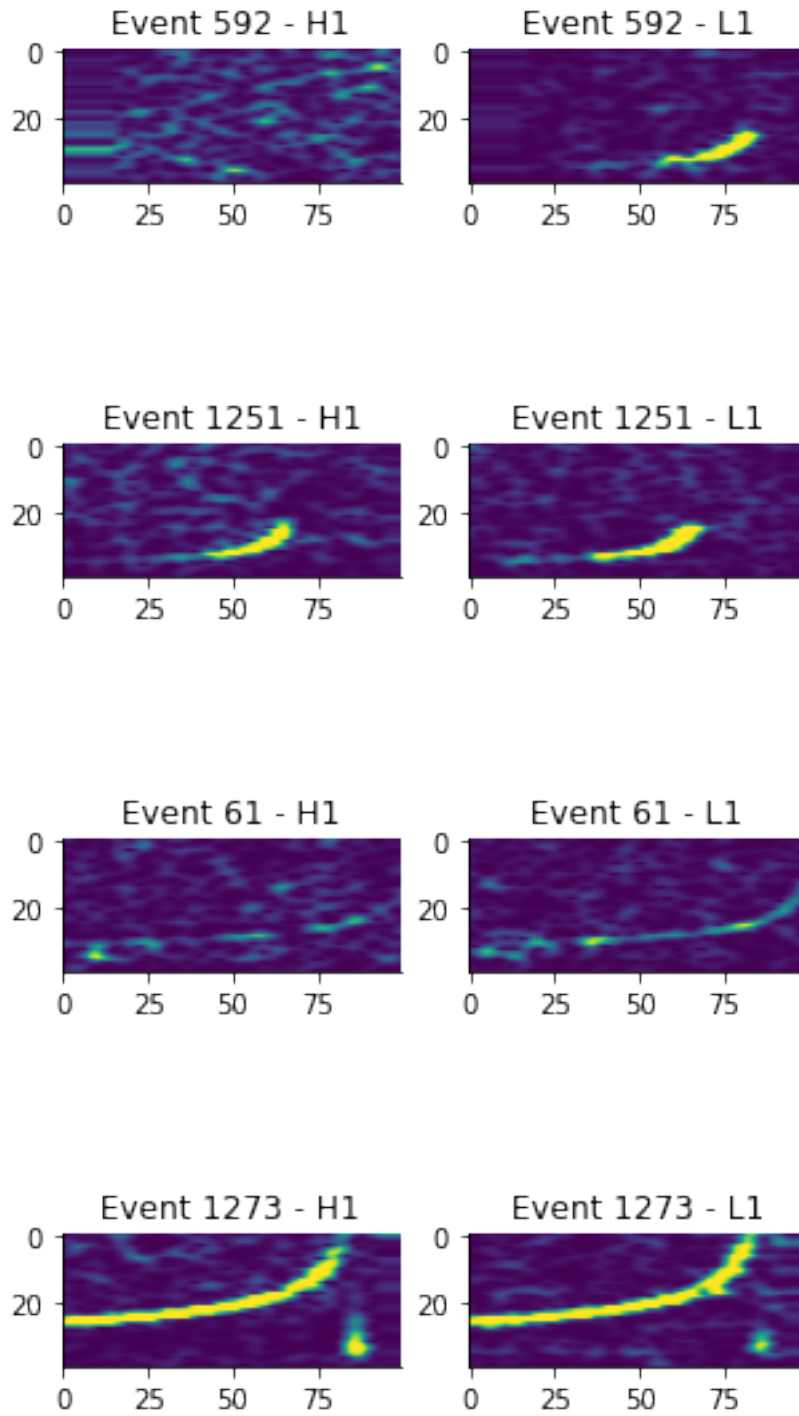 Event 592 - H1
Event 592 - L1
0
20
0 25 50 75
0
20
0 25 50 75
Event 1251 - H1
Event 1251 - L1
0
20
0 25 50 75
0
20
0 25 50 75
Event 61 - H1
Event 61 - L1
0
20
0 25 50 75
0
20
0 25 50 75
Event 1273 - H1
Event 1273 - L1
0
20
0 25 50 75
0
20
0 25 50 75